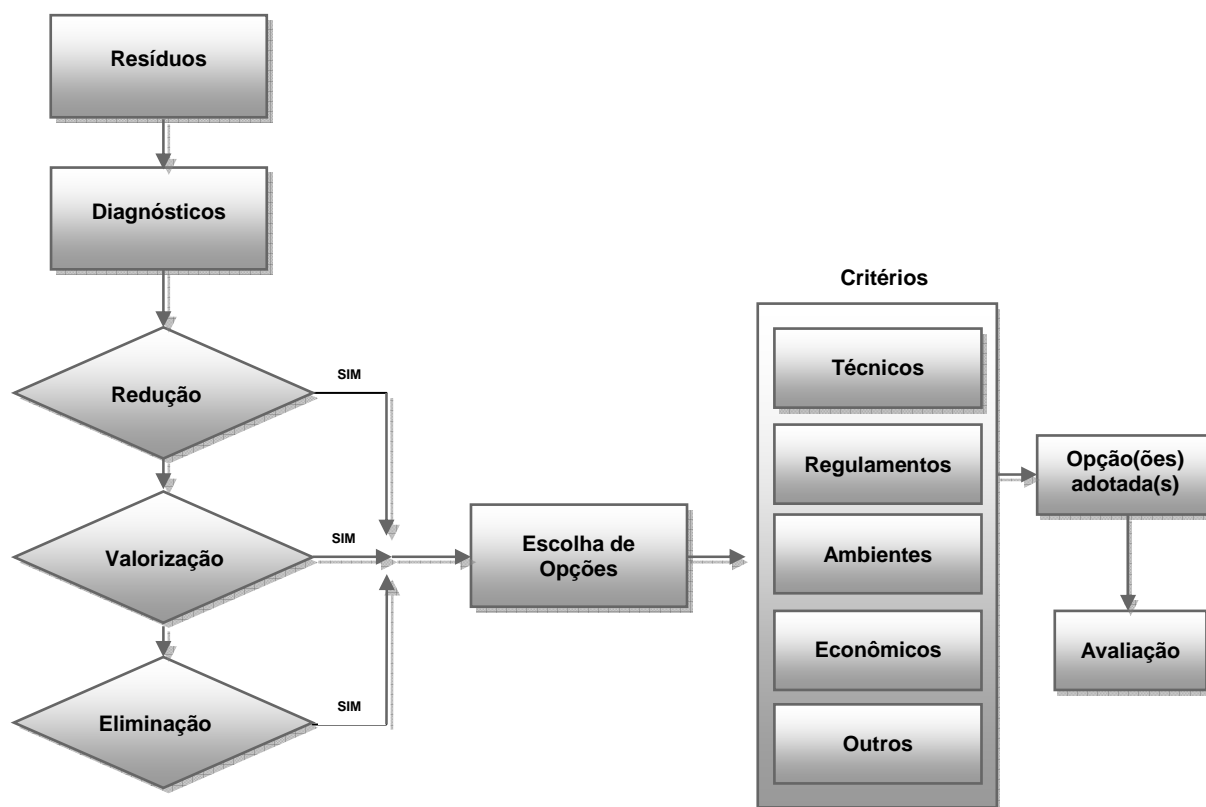 Resíduos
Diagnósticos
Redução
SIM
Valorização
SIM
Eliminação
SIM
Escolha de
Opções
Critérios
Técnicos
Regulamentos
Ambientes
Econômicos
Outros
Opção(ões)
adotada(s)
Avaliação